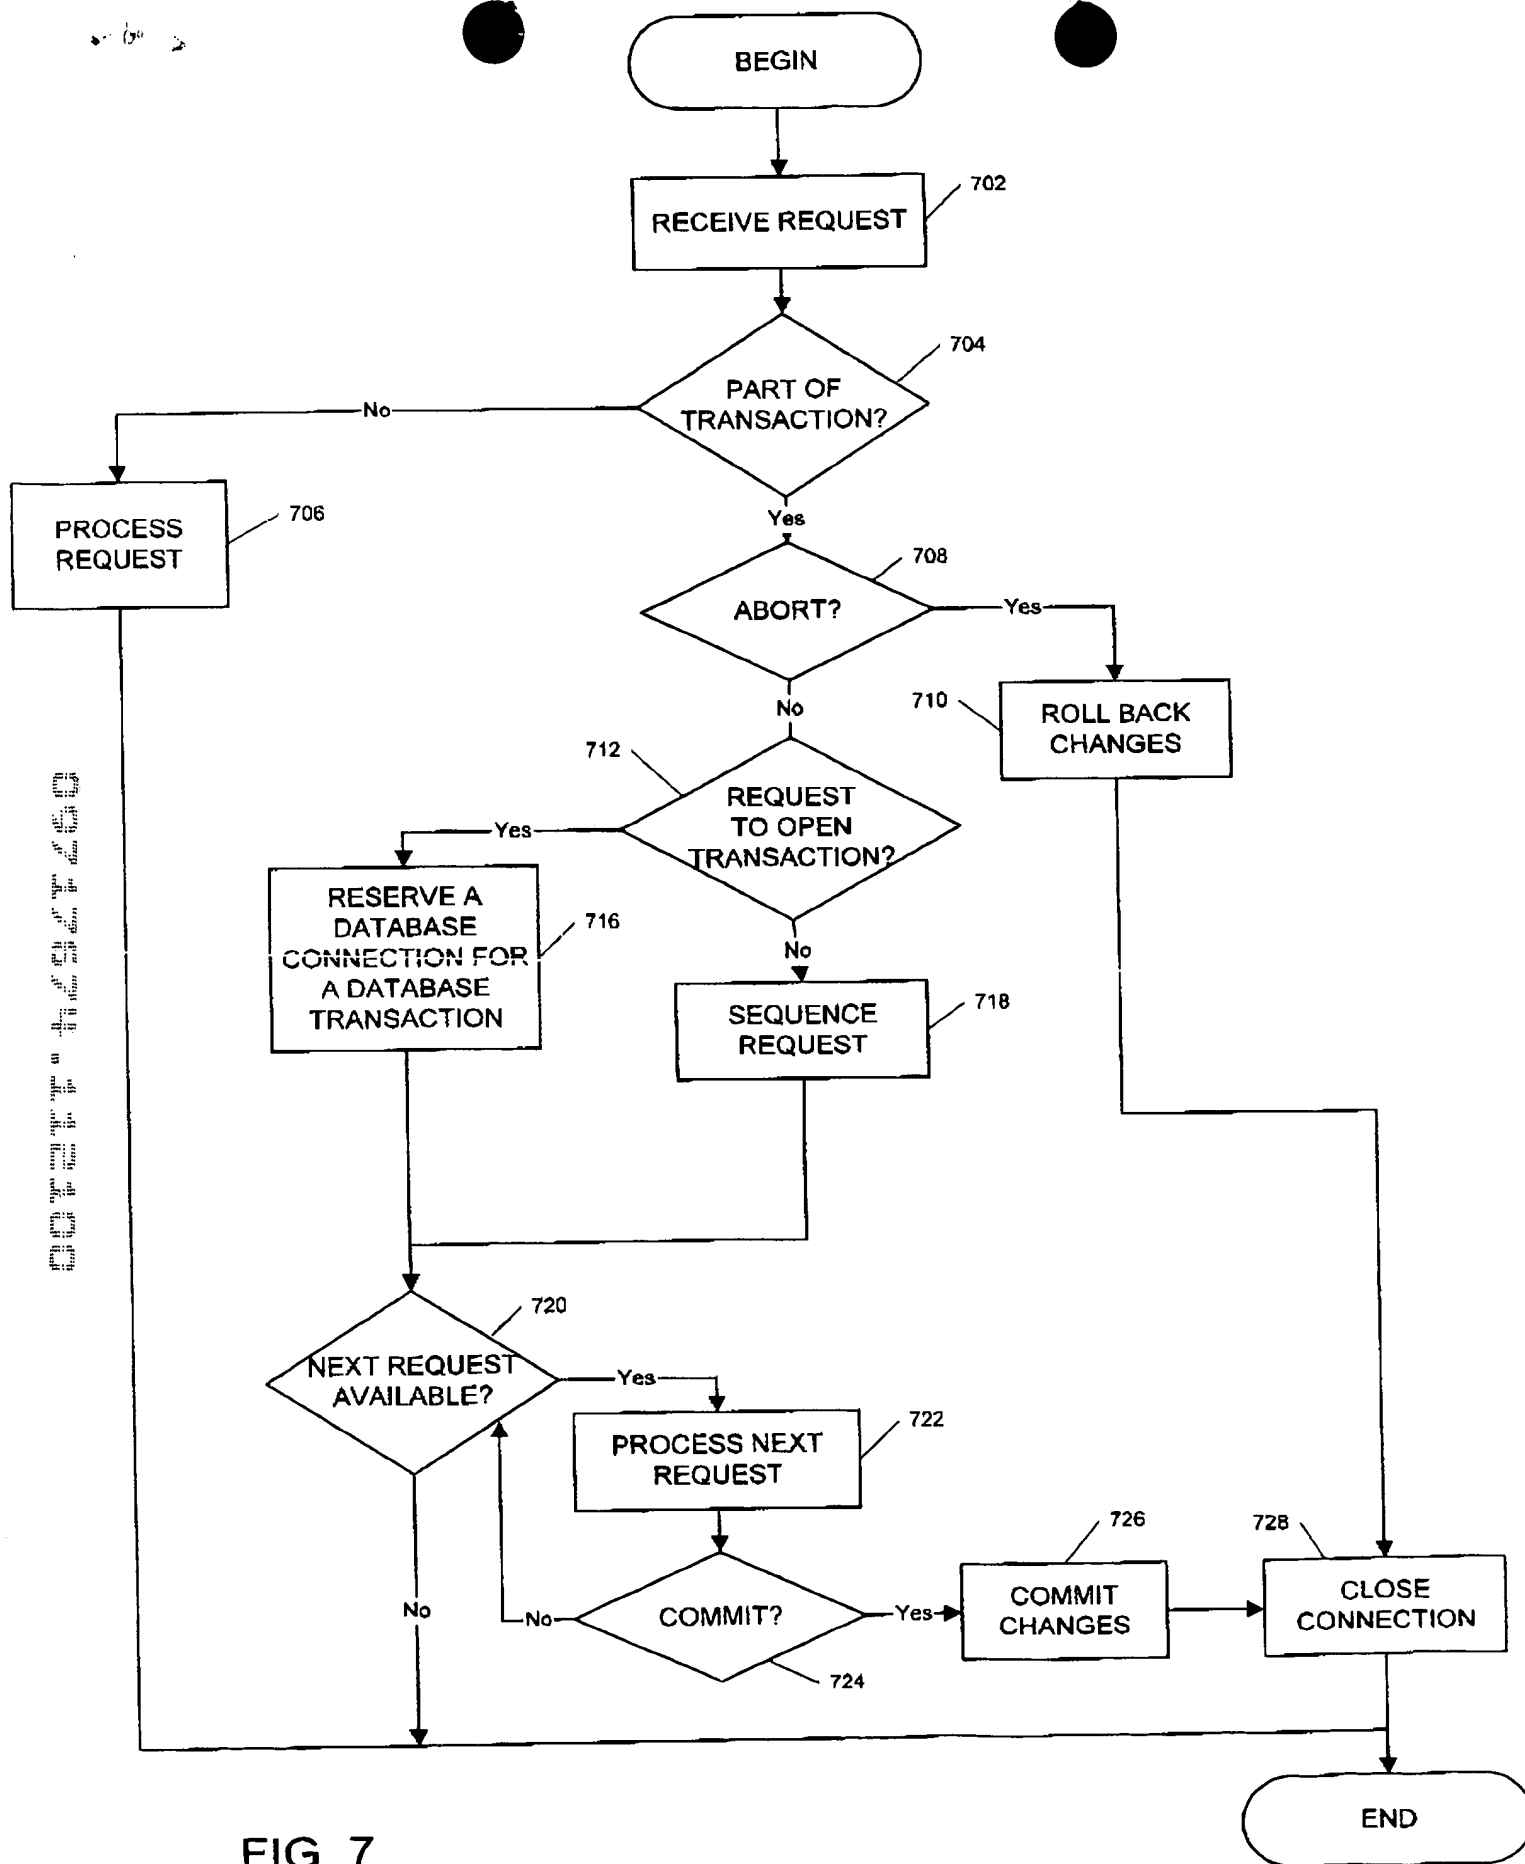 BEGIN
702
RECEIVE REQUEST
704
PART OF
TRANSACTION?
No
706
PROCESS
REQUEST
Yes
708
ABORT?
Yes
No
710
ROLL BACK
CHANGES
712
REQUEST
TO OPEN
TRANSACTION?
Yes
RESERVE A
DATABASE
CONNECTION FOR
A DATABASE
TRANSACTION
716
No
718
SEQUENCE
REQUEST
720
NEXT REQUEST
AVAILABLE?
Yes
722
PROCESS NEXT
REQUEST
726
728
COMMIT?
No
No
Yes
COMMIT
CHANGES
CLOSE
CONNECTION
724
END
FIG. 7